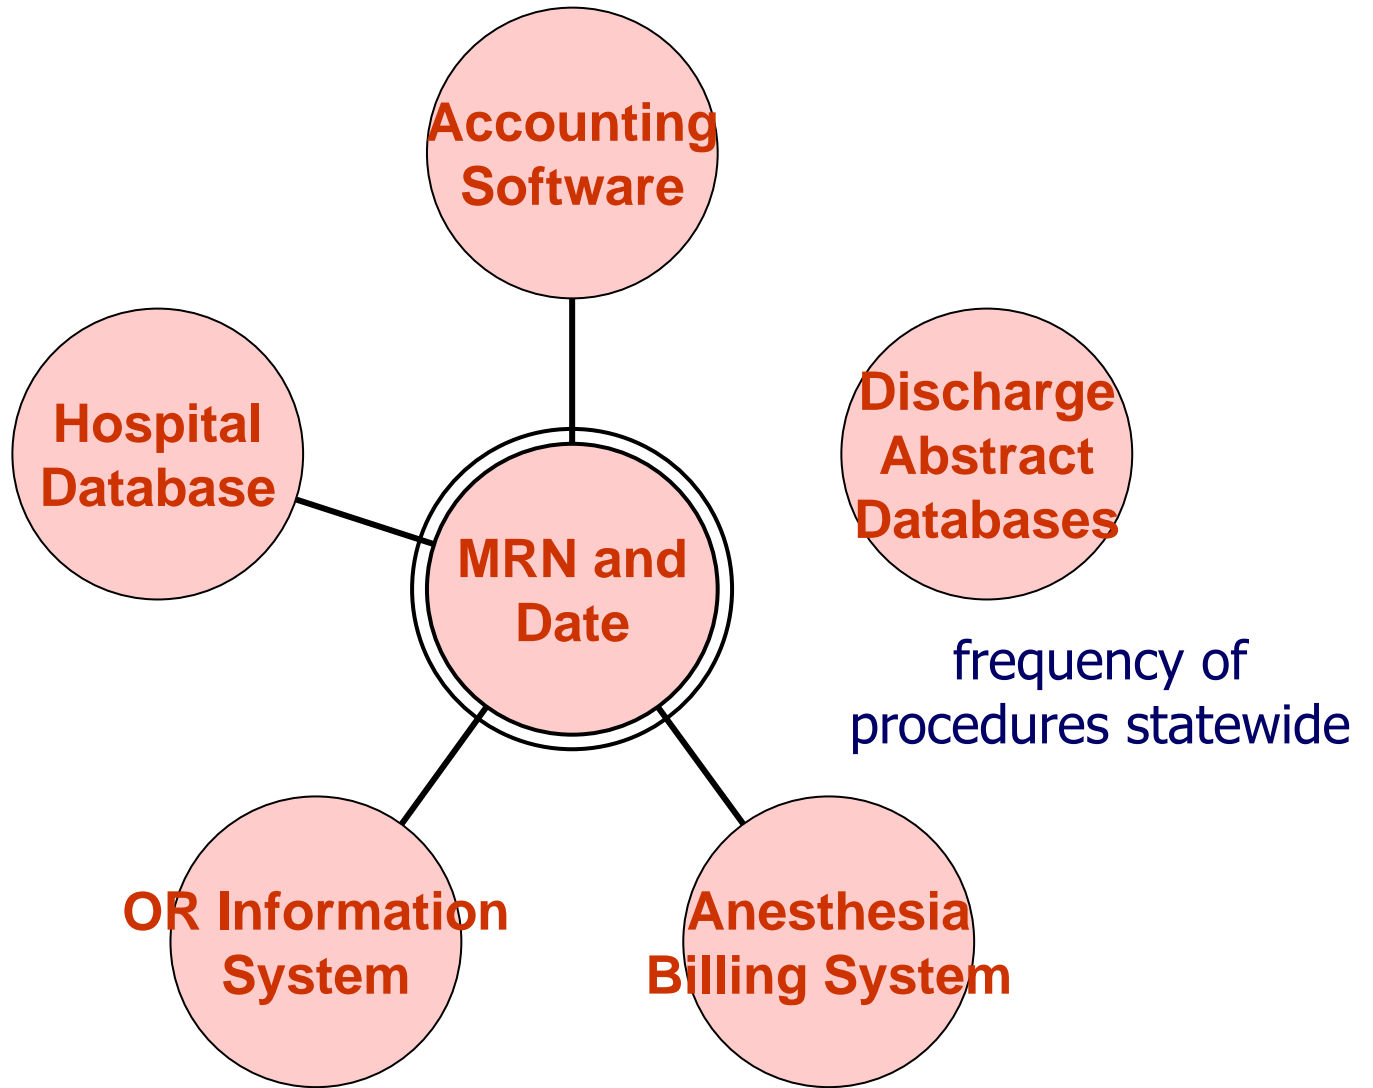 Accounting
Software
Hospital
Database
Discharge
Abstract
Databases
MRN and
Date
frequency of
procedures statewide
OR Information
System
Anesthesia
Billing System